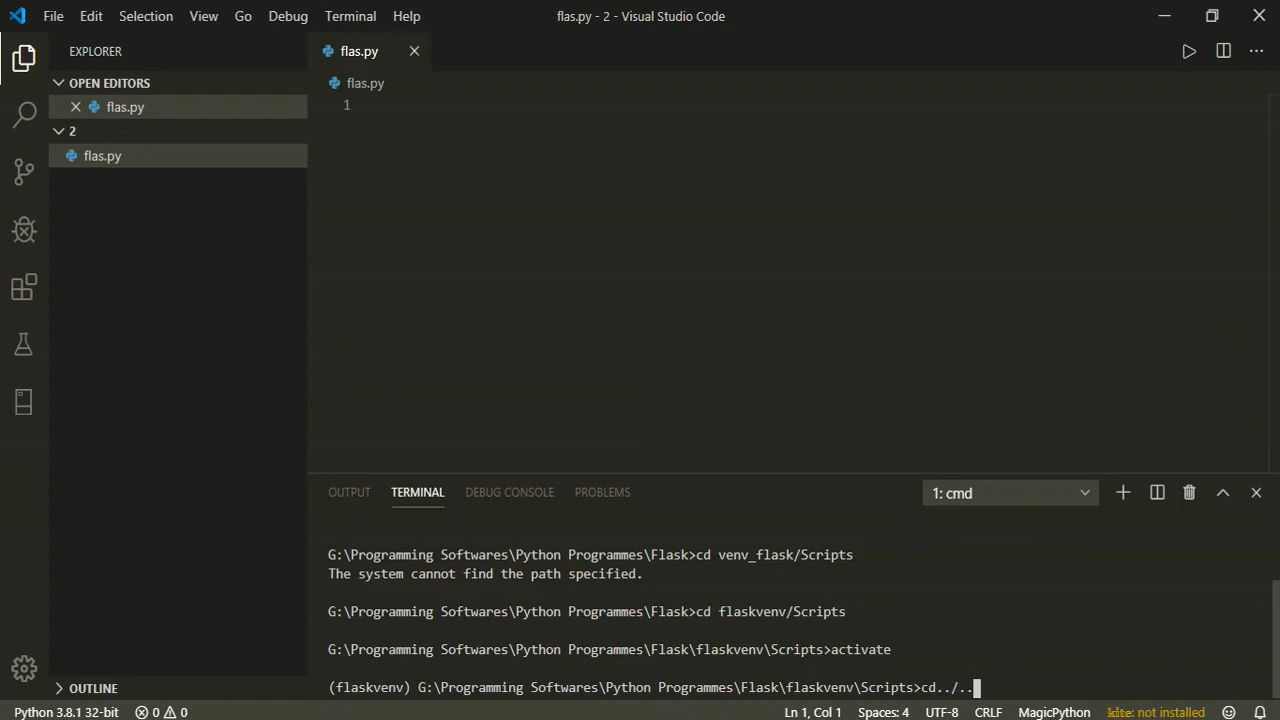 File Edit Selection View Go Debug Terminal Help flas.py - 2 - Visual Studio Code
EXPLORER
flas.py
OPEN EDITORS
flas.py
flas.py
1
2
flas.py
OUTPUT TERMINAL DEBUG CONSOLE PROBLEMS 1: cmd
G:\Programming Softwares\Python Programmes\Flask>cd venv_flask/Scripts
The system cannot find the path specified.
G:\Programming Softwares\Python Programmes\Flask>cd flaskvenv/Scripts
G:\Programming Softwares\Python Programmes\Flask\flaskvenv\Scripts>activate
(flaskvenv) G:\Programming Softwares\Python Programmes\Flask\flaskvenv\Scripts>cd../..
OUTLINE
Python 3.8.1 32-bit 0 0 Ln 1, Col 1 Spaces: 4 UTF-8 CRLF MagicPython kite: not installed